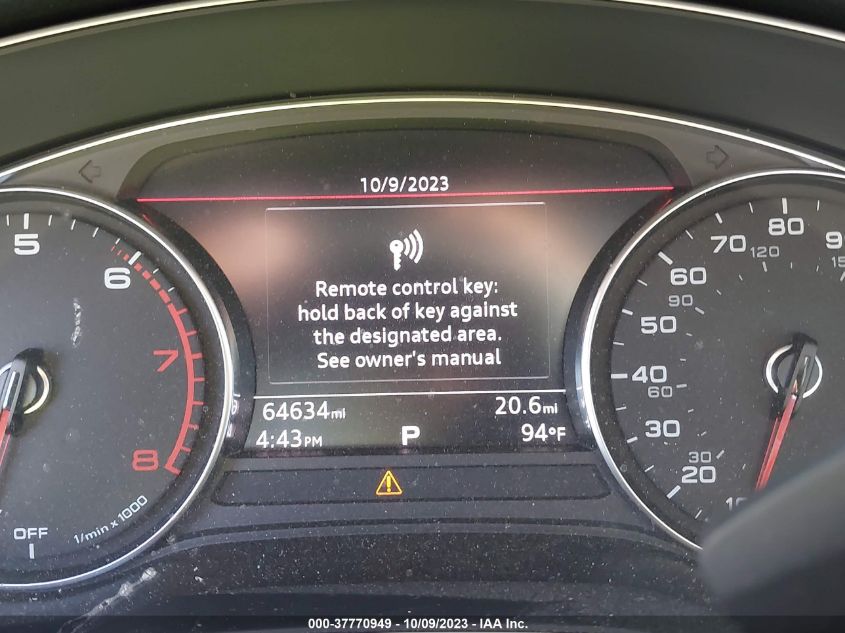 10/9/2023
Remote control key:
hold back of key against
the designated area.
See owner's manual
64634mi
20.6mi
4:43PM
P
94°F
5
6
7
8
1/min x 1000
OFF
80
90
70
120
60
90
50
40
60
30
30
20
000-37770949 - 10/09/2023 - IAA Inc.